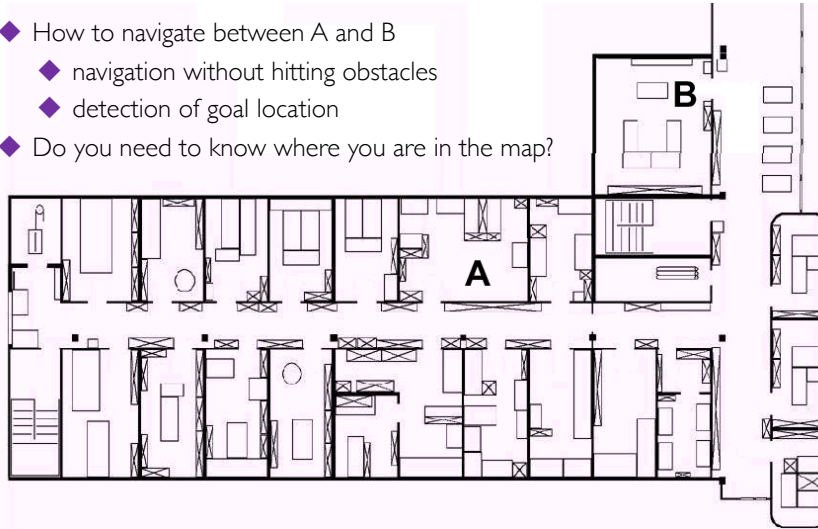 How to navigate between A and B
navigation without hitting obstacles
detection of goal location
Do you need to know where you are in the map?
B
A